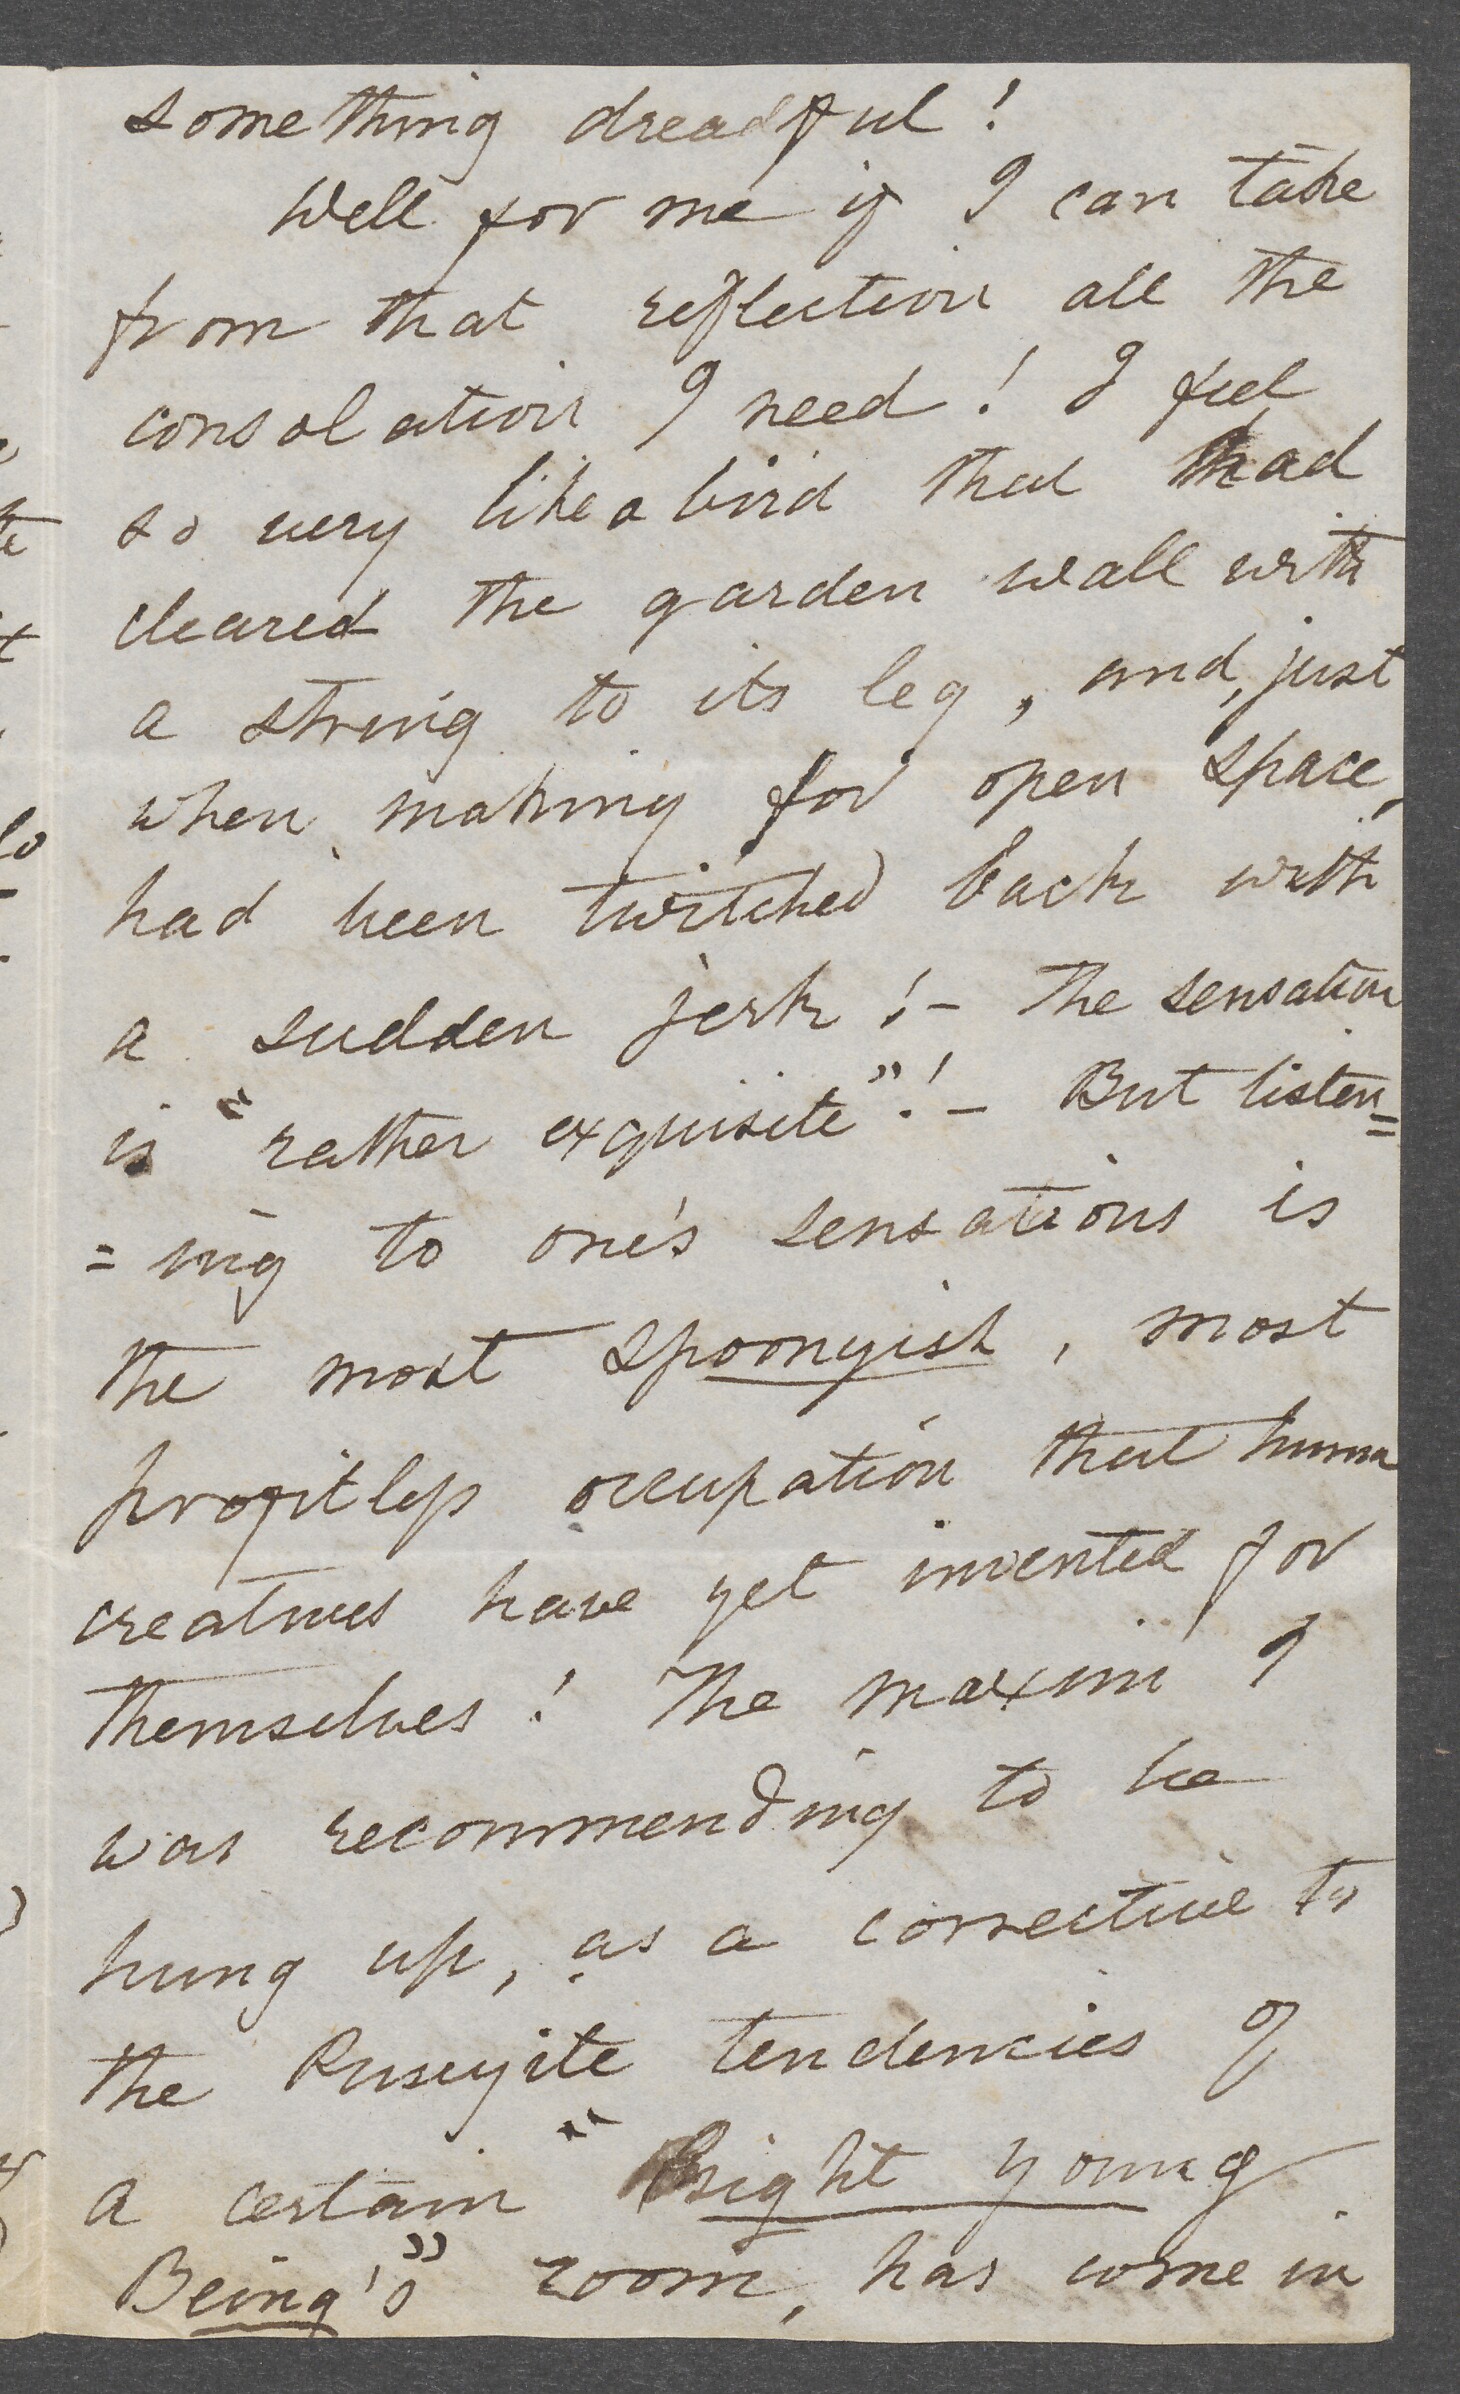 something dreadful!
Well for me if I can take
from that reflection all the
consolation I need! I feel
so very like a bird that had
cleared the garden wall with
a string to its leg, and, just
when making for open space,
had been twitched back with
a sudden jerk!– The sensation
is "rather exquisite"!– But listen=
=ing to one's sensations is
the most spoonyish, most
profitless occupation that human
creatures have yet invented for
themselves! The maxim I
was recommending to be
hung up, as a corrective to
the Puseyite tendencies of
a certain "Bright young
Being's" room, has come in